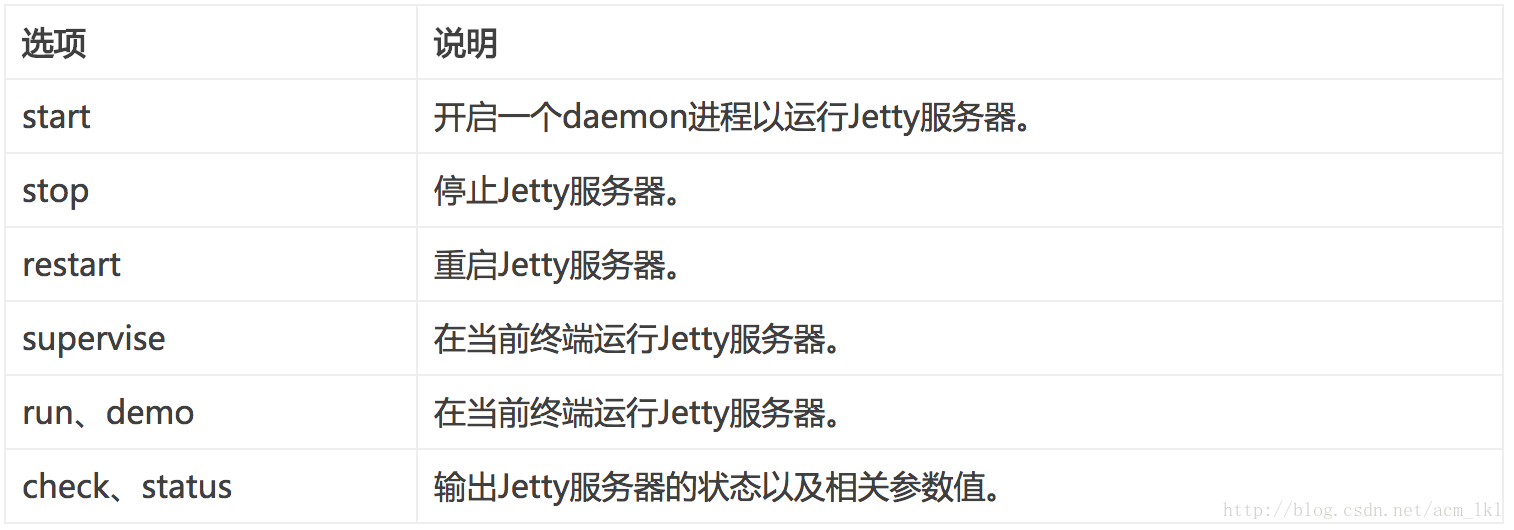 选项 说明
start 开启一个daemon进程以运行Jetty服务器。
stop 停止Jetty服务器。
restart 重启Jetty服务器。
supervise 在当前终端运行Jetty服务器。
run、demo 在当前终端运行Jetty服务器。
check、status 输出Jetty服务器的状态以及相关参数值。
http://blog.csdn.net/acm_lkl